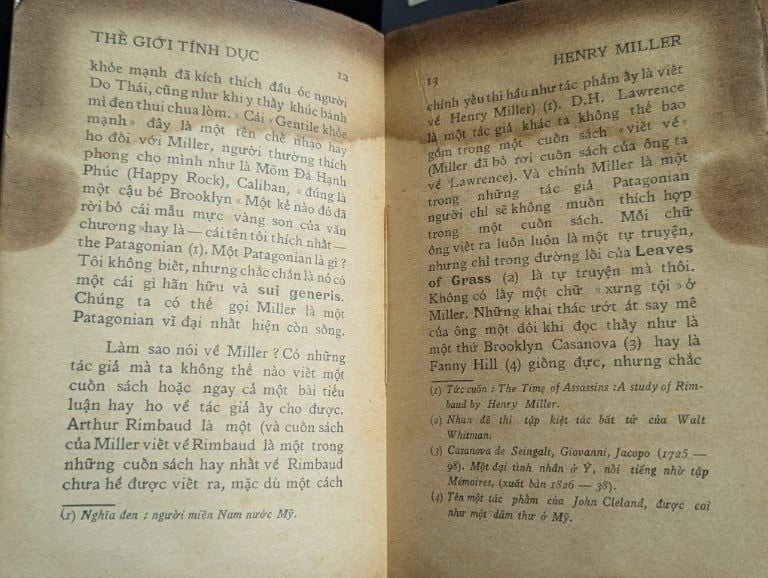 THỀ GIỚI TÍNH DỤC
12
khỏe mạnh đã kích thích đầu óc người
Do Thái, cũng như khi y thầy khúc bánh
mì đen thui chua lòm. » Cái « Gentile khỏe
mạnh » đây là một tên chề nhạo hay
họ đối với Miller, người thường thích
phong cho mình như là Mõm Đá Hạnh
Phúc (Happy Rock), Caliban, « đúng là
một cậu bé Brooklyn « Một kẻ nào đó đã
rời bỏ cái mẫu mực vàng son của văn
chương »hay là — cái tên tôi thích nhất —
the Patagonian (1). Một Patagonian là gì ?
Tôi không biết, nhưng chắc chắn là nó có
một cái gì hãn hữu và sui generis.
Chúng ta có thể gọi Miller là một
Patagonian vĩ đại nhất hiện còn sống.
Làm sao nói về Miller ? Có những
tác giả mà ta không thể nào viết một
cuốn sách hoặc ngay cả một bài tiểu
luận hay ho về tác giả ấy cho được.
Arthur Rimbaud là một (và cuốn sách
của Miller viết về Rimbaud là một trong
những cuốn sách hay nhất về Rimbaud
chưa hề được viết ra, mặc dù một cách
(1) Nghĩa đen : người miền Nam nước Mỹ.
HENRY MILLER
13
chính yếu thì hầu như tác phẩm ấy là viết
về Henry Miller) (1). D.H. Lawrence
là một tác giả khác ta không thể bao
gồm trong một cuốn sách « viết về »
(Miller đã bỏ rơi cuốn sách của ông ta
về Lawrence). Và chính Miller là một
trong những tác giả Patagonian
người chỉ sẽ không muốn thích hợp
trong một cuốn sách. Mỗi chữ
ông viết ra luôn luôn là một tự truyện,
nhưng chỉ trong đường lối của Leaves
of Grass (2) là tự truyện mà thôi.
Không có lấy một chữ « xưng tội » ở
Miller. Những khai thác ướt át say mê
của ông một dôi khi đọc thầy như là
một thứ Brooklyn Casanova (3) hay là
Fanny Hill (4) giống đực, nhưng chắc
(1) Tức cuốn : The Time of Assassins : A study of Rim-
baud by Henry Miller.
(2) Nhan đề thi tập kiệt tác bất tử của Walt
Whitman.
(3) Casanova de Seingalt, Giovanni, Jacopo (1725 —
98). Một đại tình nhân ở Ý, nổi tiếng nhờ tập
Mémoires, (xuất bản 1826 — 38).
(4) Tên một tác phẩm của John Cleland, được coi
như một dâm thư ở Mỹ.